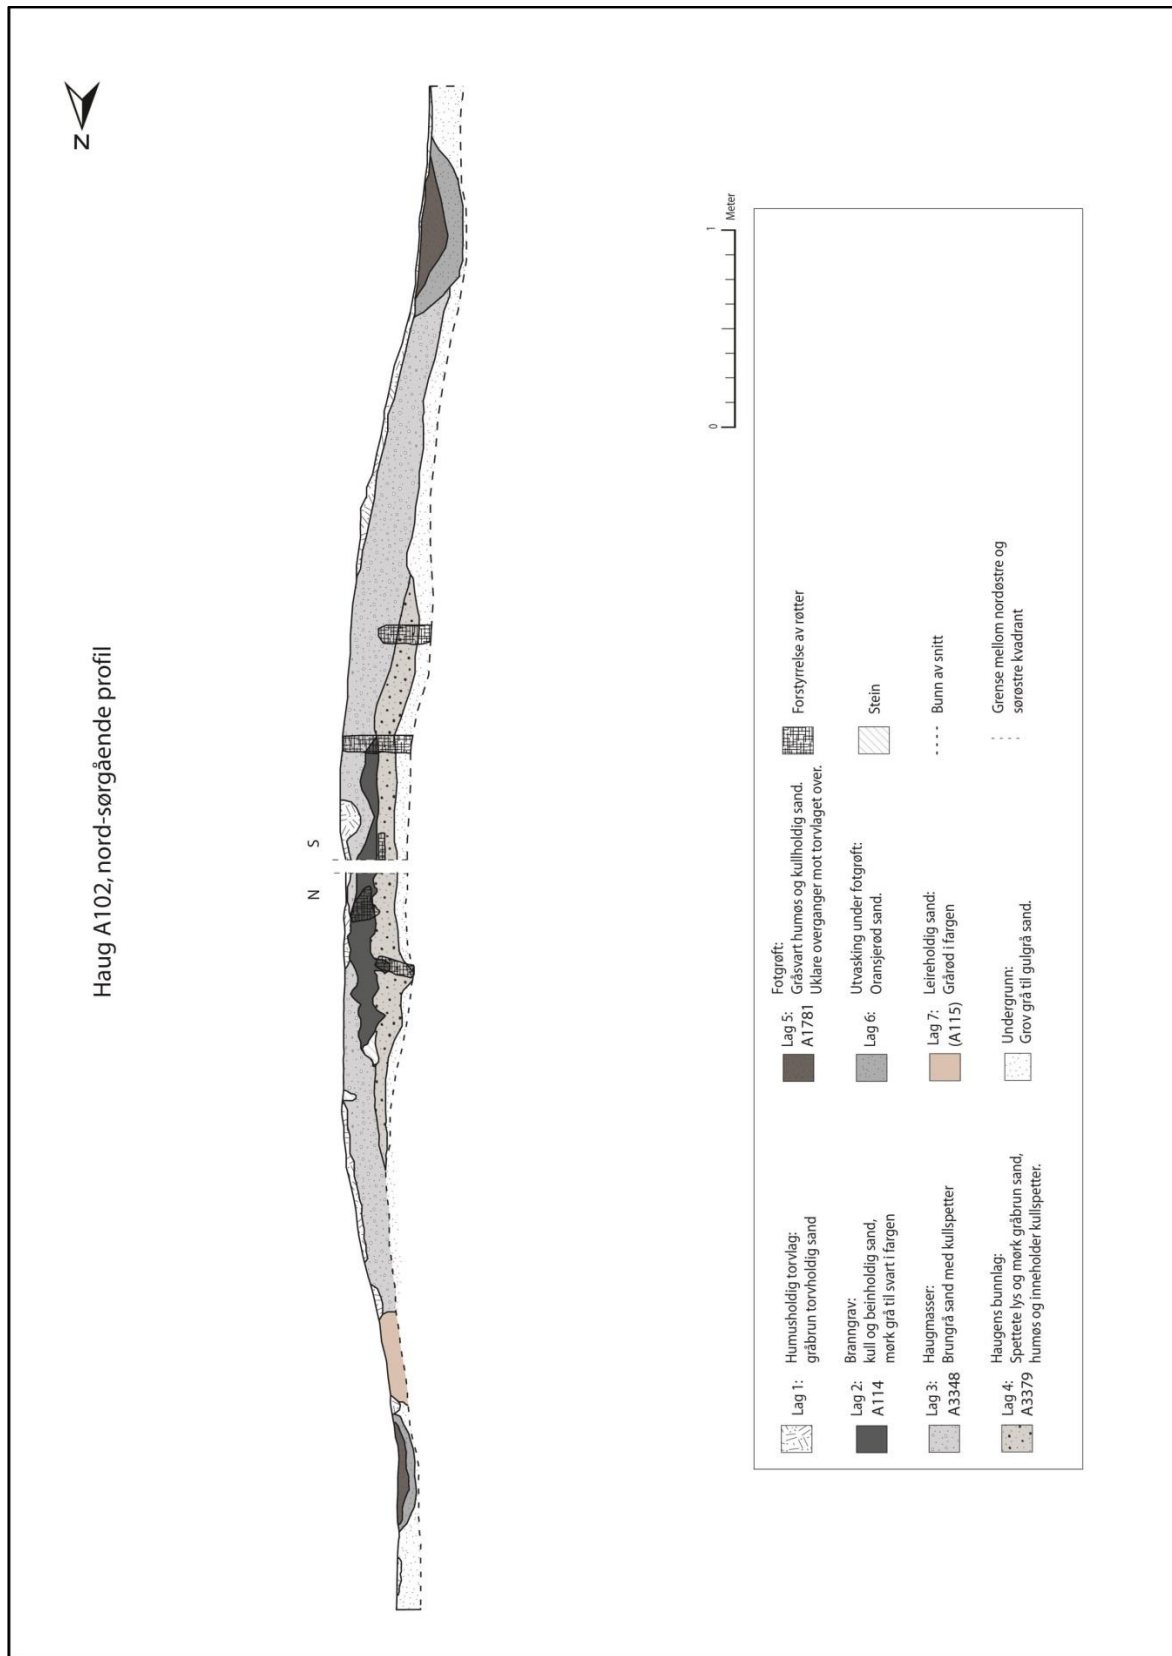 Haug A102, nord-sørgående profil
N
N S
0 1
Meter
Lag 1: Humusholdig torvlag:
gråbrun torvholdig sand
Lag 2: Branngrav:
A114 kull og beinholdig sand,
mørk grå til svart i fargen
Lag 3: Haugmasser:
A3348 Brungrå sand med kullspetter
Lag 4: Haugens bunnlag:
A3379 Spettete lys og mørk gråbrun sand,
humøs og inneholder kullspetter.
Lag 5: Fotgrøft:
A1781 Gråsvart humøs og kullholdig sand.
Uklare overganger mot torvlaget over.
Lag 6: Utvasking under fotgrøft:
Oransjerød sand.
Lag 7: Leireholdig sand:
(A115) Grårød i fargen
Undergrunn:
Grov grå til gulgrå sand.
Forstyrrelse av røtter
Stein
Bunn av snitt
Grense mellom nordøstre og
sørøstre kvadrant